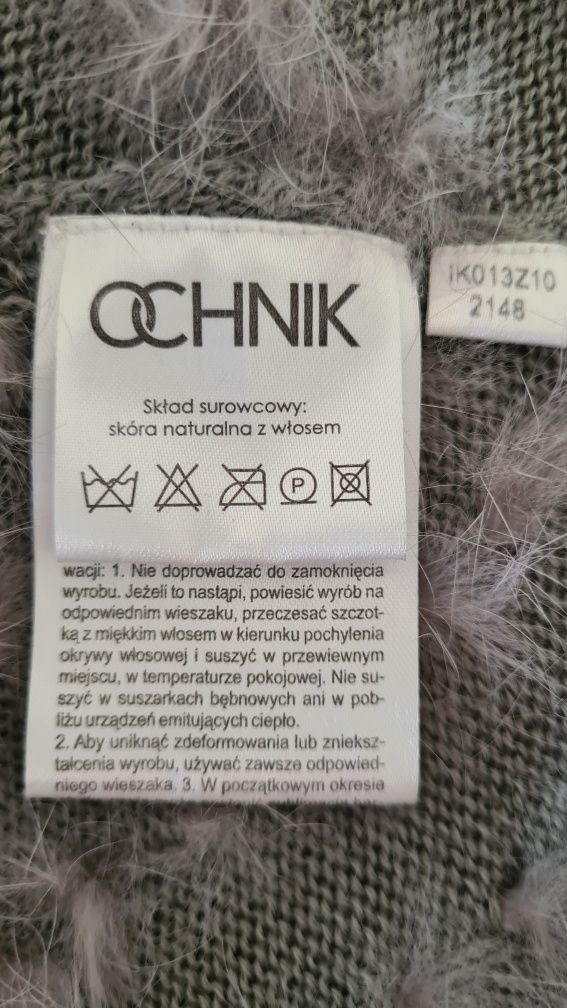 OCHNIK
Skład surowcowy:
skóra naturalna z włosem
P
IK013Z10
2148
wacji: 1. Nie doprowadzać do zamoknięcia
wyrobu. Jeżeli to nastąpi, powiesić wyrób na
odpowiednim wieszaku, przeczesać szczot-
ką z miękkim włosem w kierunku pochylenia
okrywy włosowej i suszyć w przewiewnym
miejscu, w temperaturze pokojowej. Nie su-
szyć w suszarkach bębnowych ani w pob-
liżu urządzeń emitujących ciepło.
2. Aby uniknąć zdeformowania lub znieksz-
tałcenia wyrobu, używać zawsze odpowied-
niego wieszaka. 3. W początkowym okresie